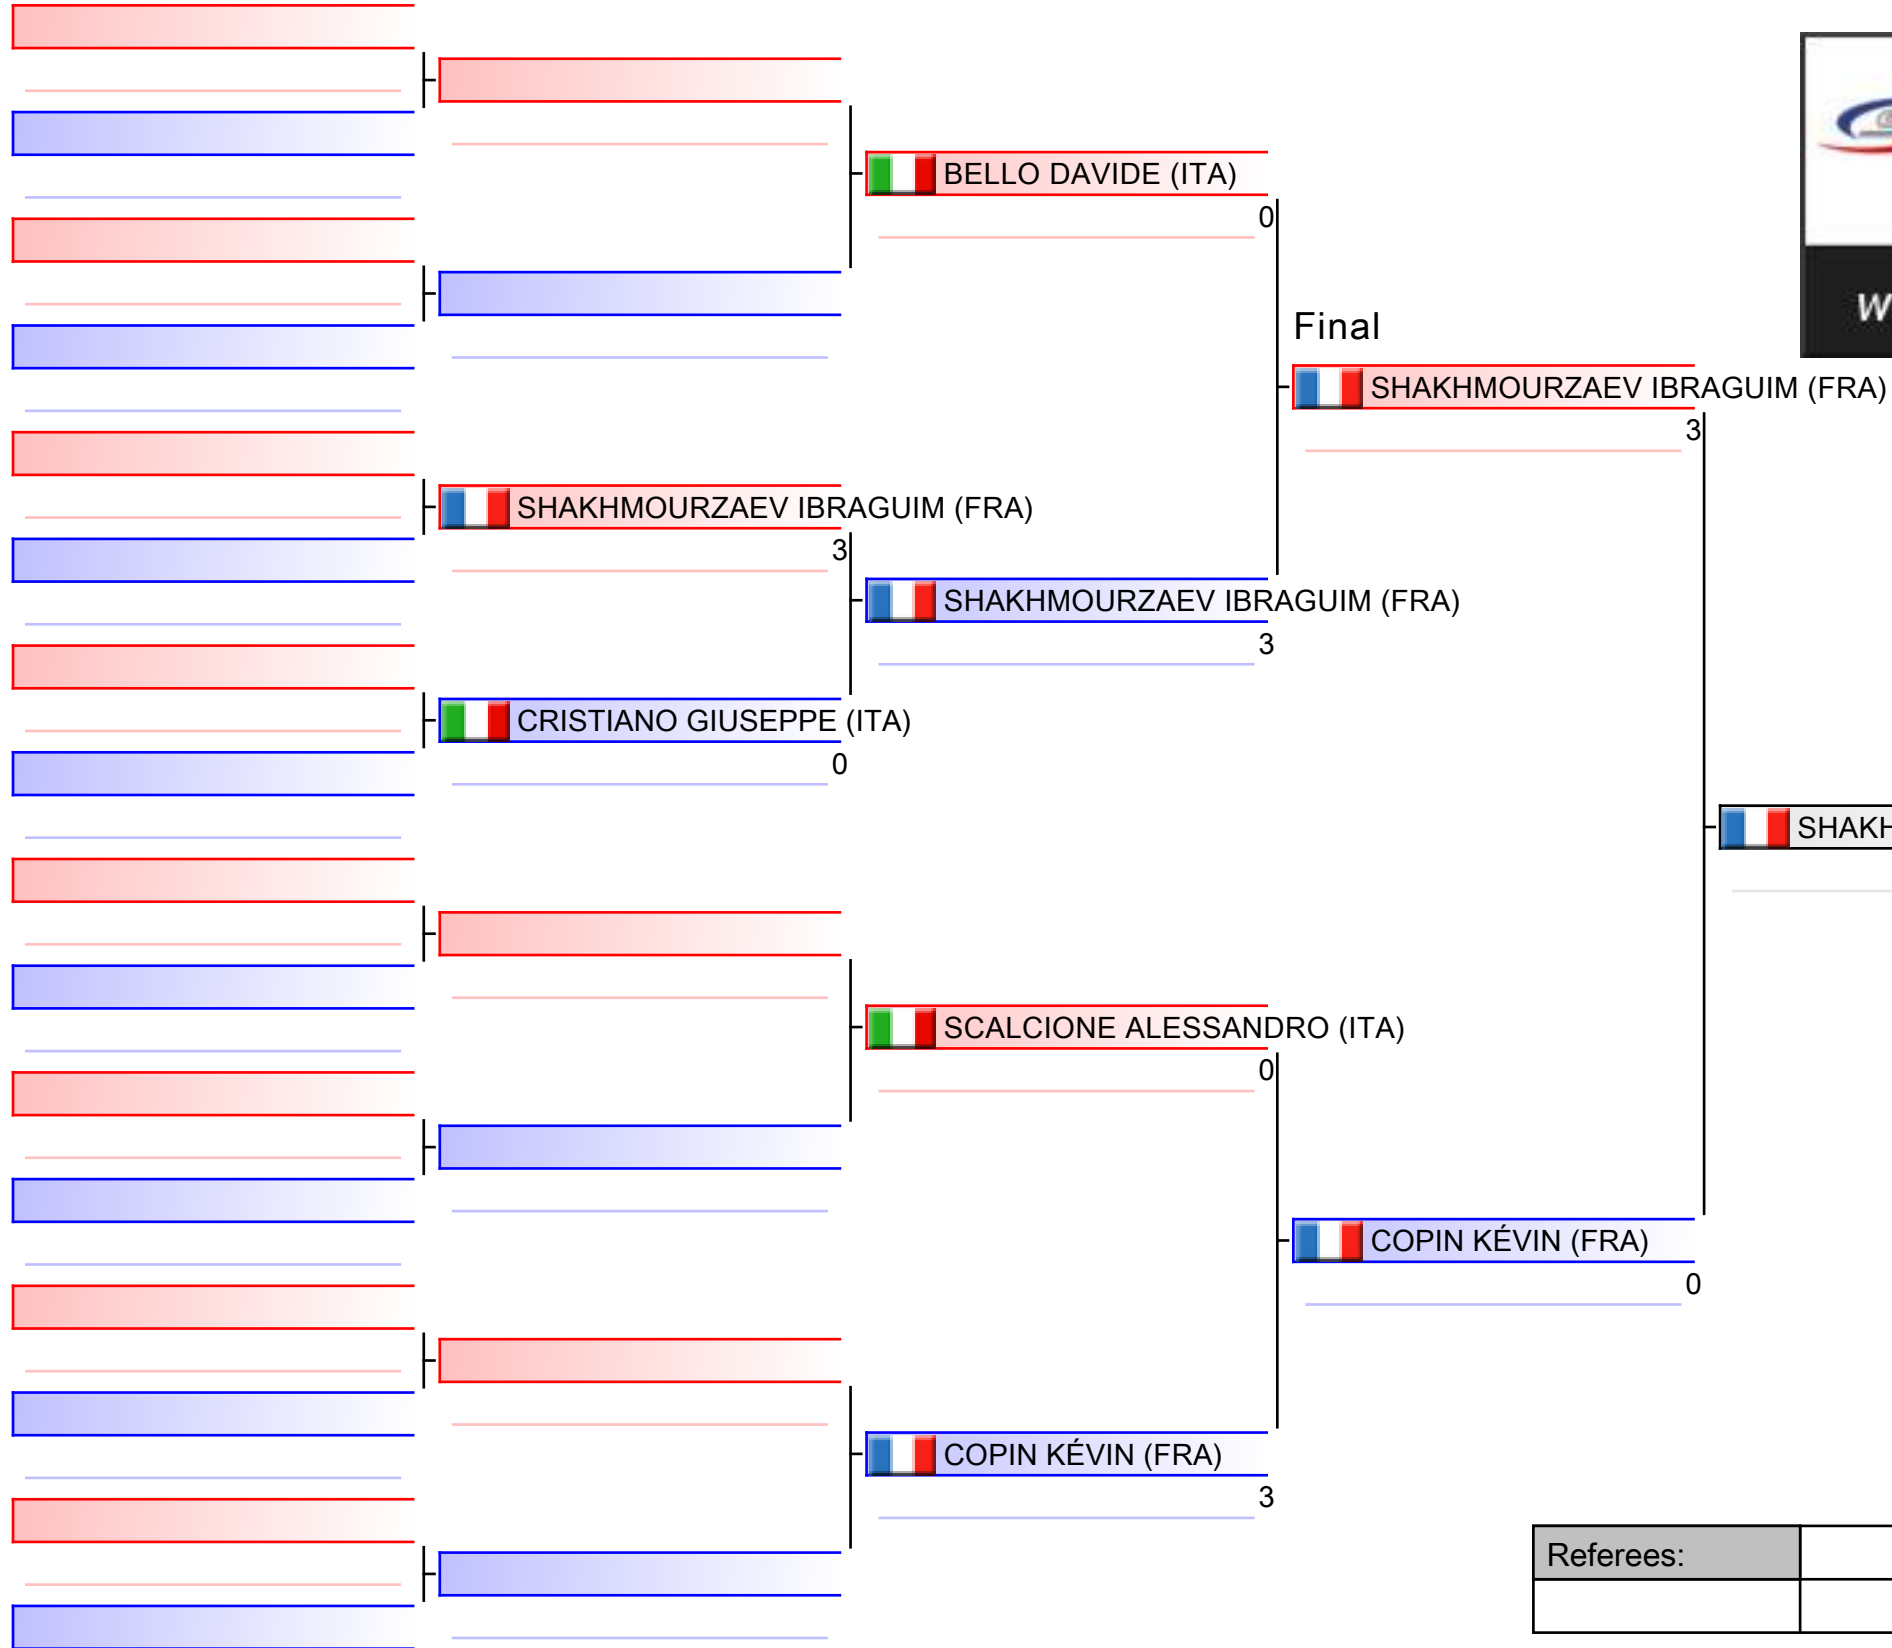 BELLO DAVIDE (ITA)
0
Final
W
SHAKHMOURZAEV IBRAGUIM (FRA)
3
SHAKHMOURZAEV IBRAGUIM (FRA)
3
SHAKHMOURZAEV IBRAGUIM (FRA)
3
CRISTIANO GIUSEPPE (ITA)
0
SHAKH
SCALCIONE ALESSANDRO (ITA)
0
COPIN KÉVIN (FRA)
0
COPIN KÉVIN (FRA)
3
Referees: